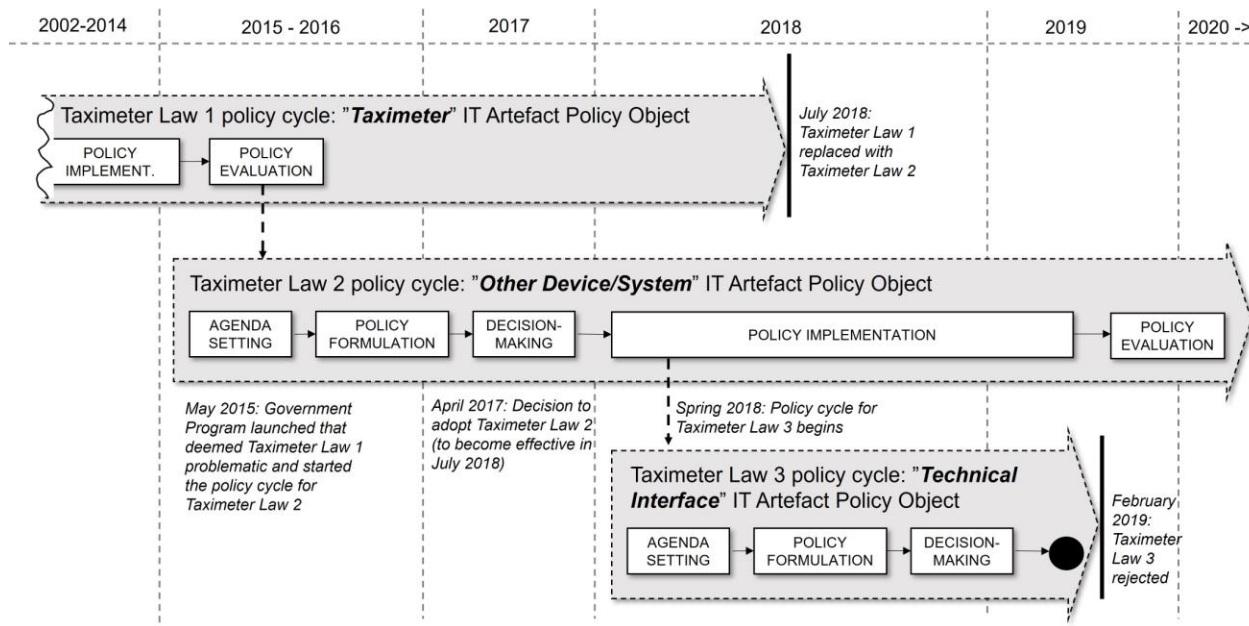 2002-2014
2015 - 2016
2017
2018
2019
2020 ->
Taximeter Law 1 policy cycle: ”Taximeter” IT Artefact Policy Object
POLICY
IMPLEMENT.
POLICY
EVALUATION
July 2018:
Taximeter Law 1
replaced with
Taximeter Law 2
Taximeter Law 2 policy cycle: ”Other Device/System” IT Artefact Policy Object
AGENDA
SETTING
POLICY
FORMULATION
DECISION-
MAKING
POLICY IMPLEMENTATION
POLICY
EVALUATION
May 2015: Government
Program launched that
deemed Taximeter Law 1
problematic and started
the policy cycle for
Taximeter Law 2
April 2017: Decision to
adopt Taximeter Law 2
(to become effective in
July 2018)
Spring 2018: Policy cycle for
Taximeter Law 3 begins
Taximeter Law 3 policy cycle: ”Technical
Interface” IT Artefact Policy Object
AGENDA
SETTING
POLICY
FORMULATION
DECISION-
MAKING
February
2019:
Taximeter
Law 3
rejected